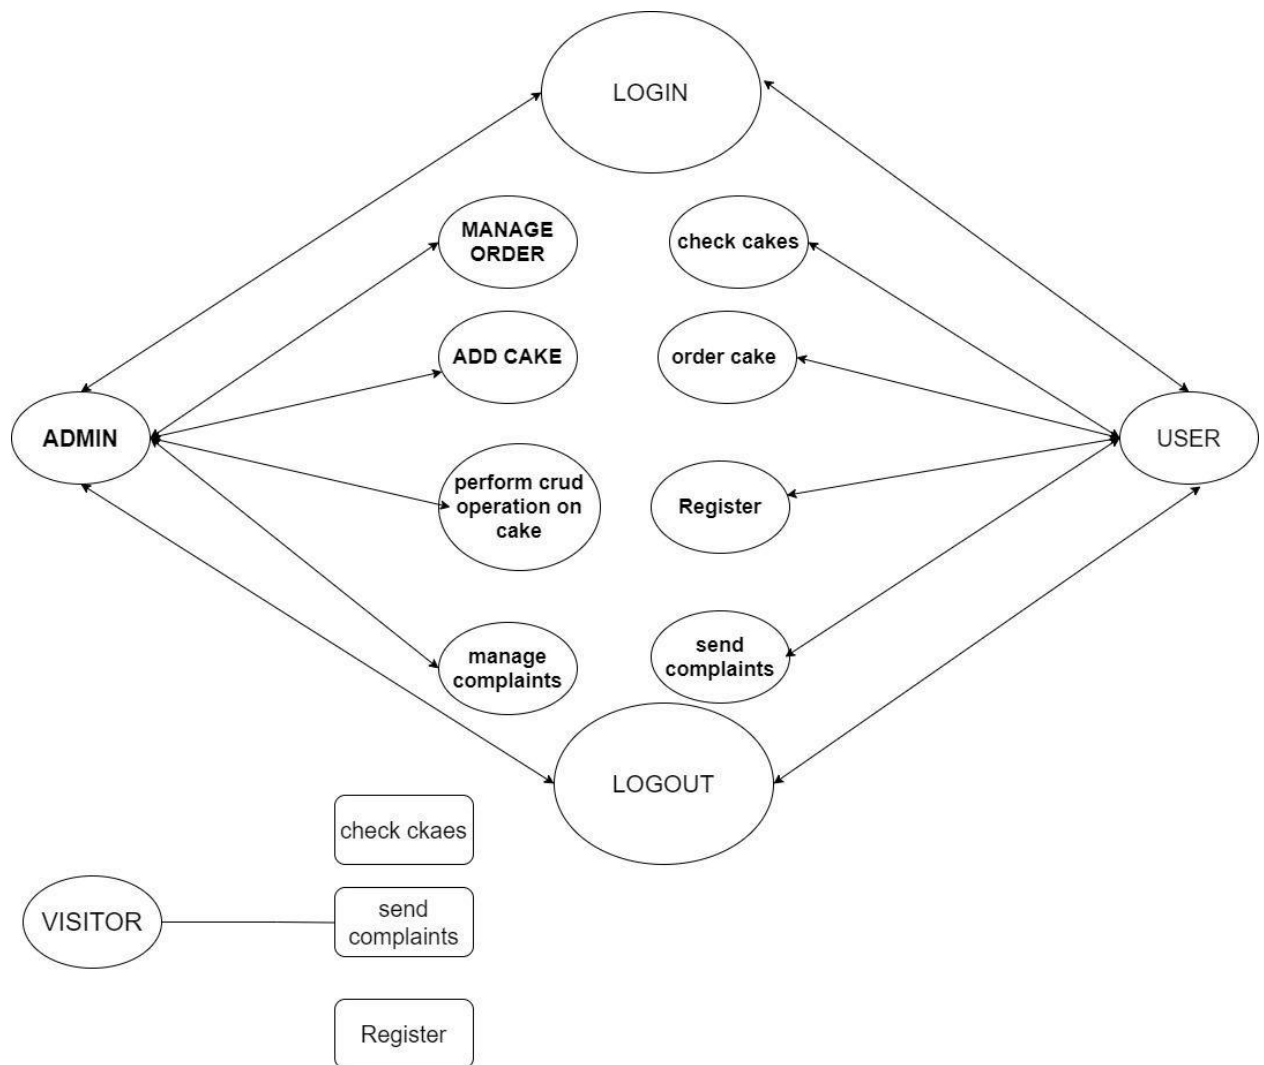 LOGIN
MANAGE
ORDER
check cakes
ADD CAKE
order cake
ADMIN
USER
perform crud
operation on
cake
Register
manage
complaints
send
complaints
LOGOUT
check ckaes
VISITOR
send
complaints
Register